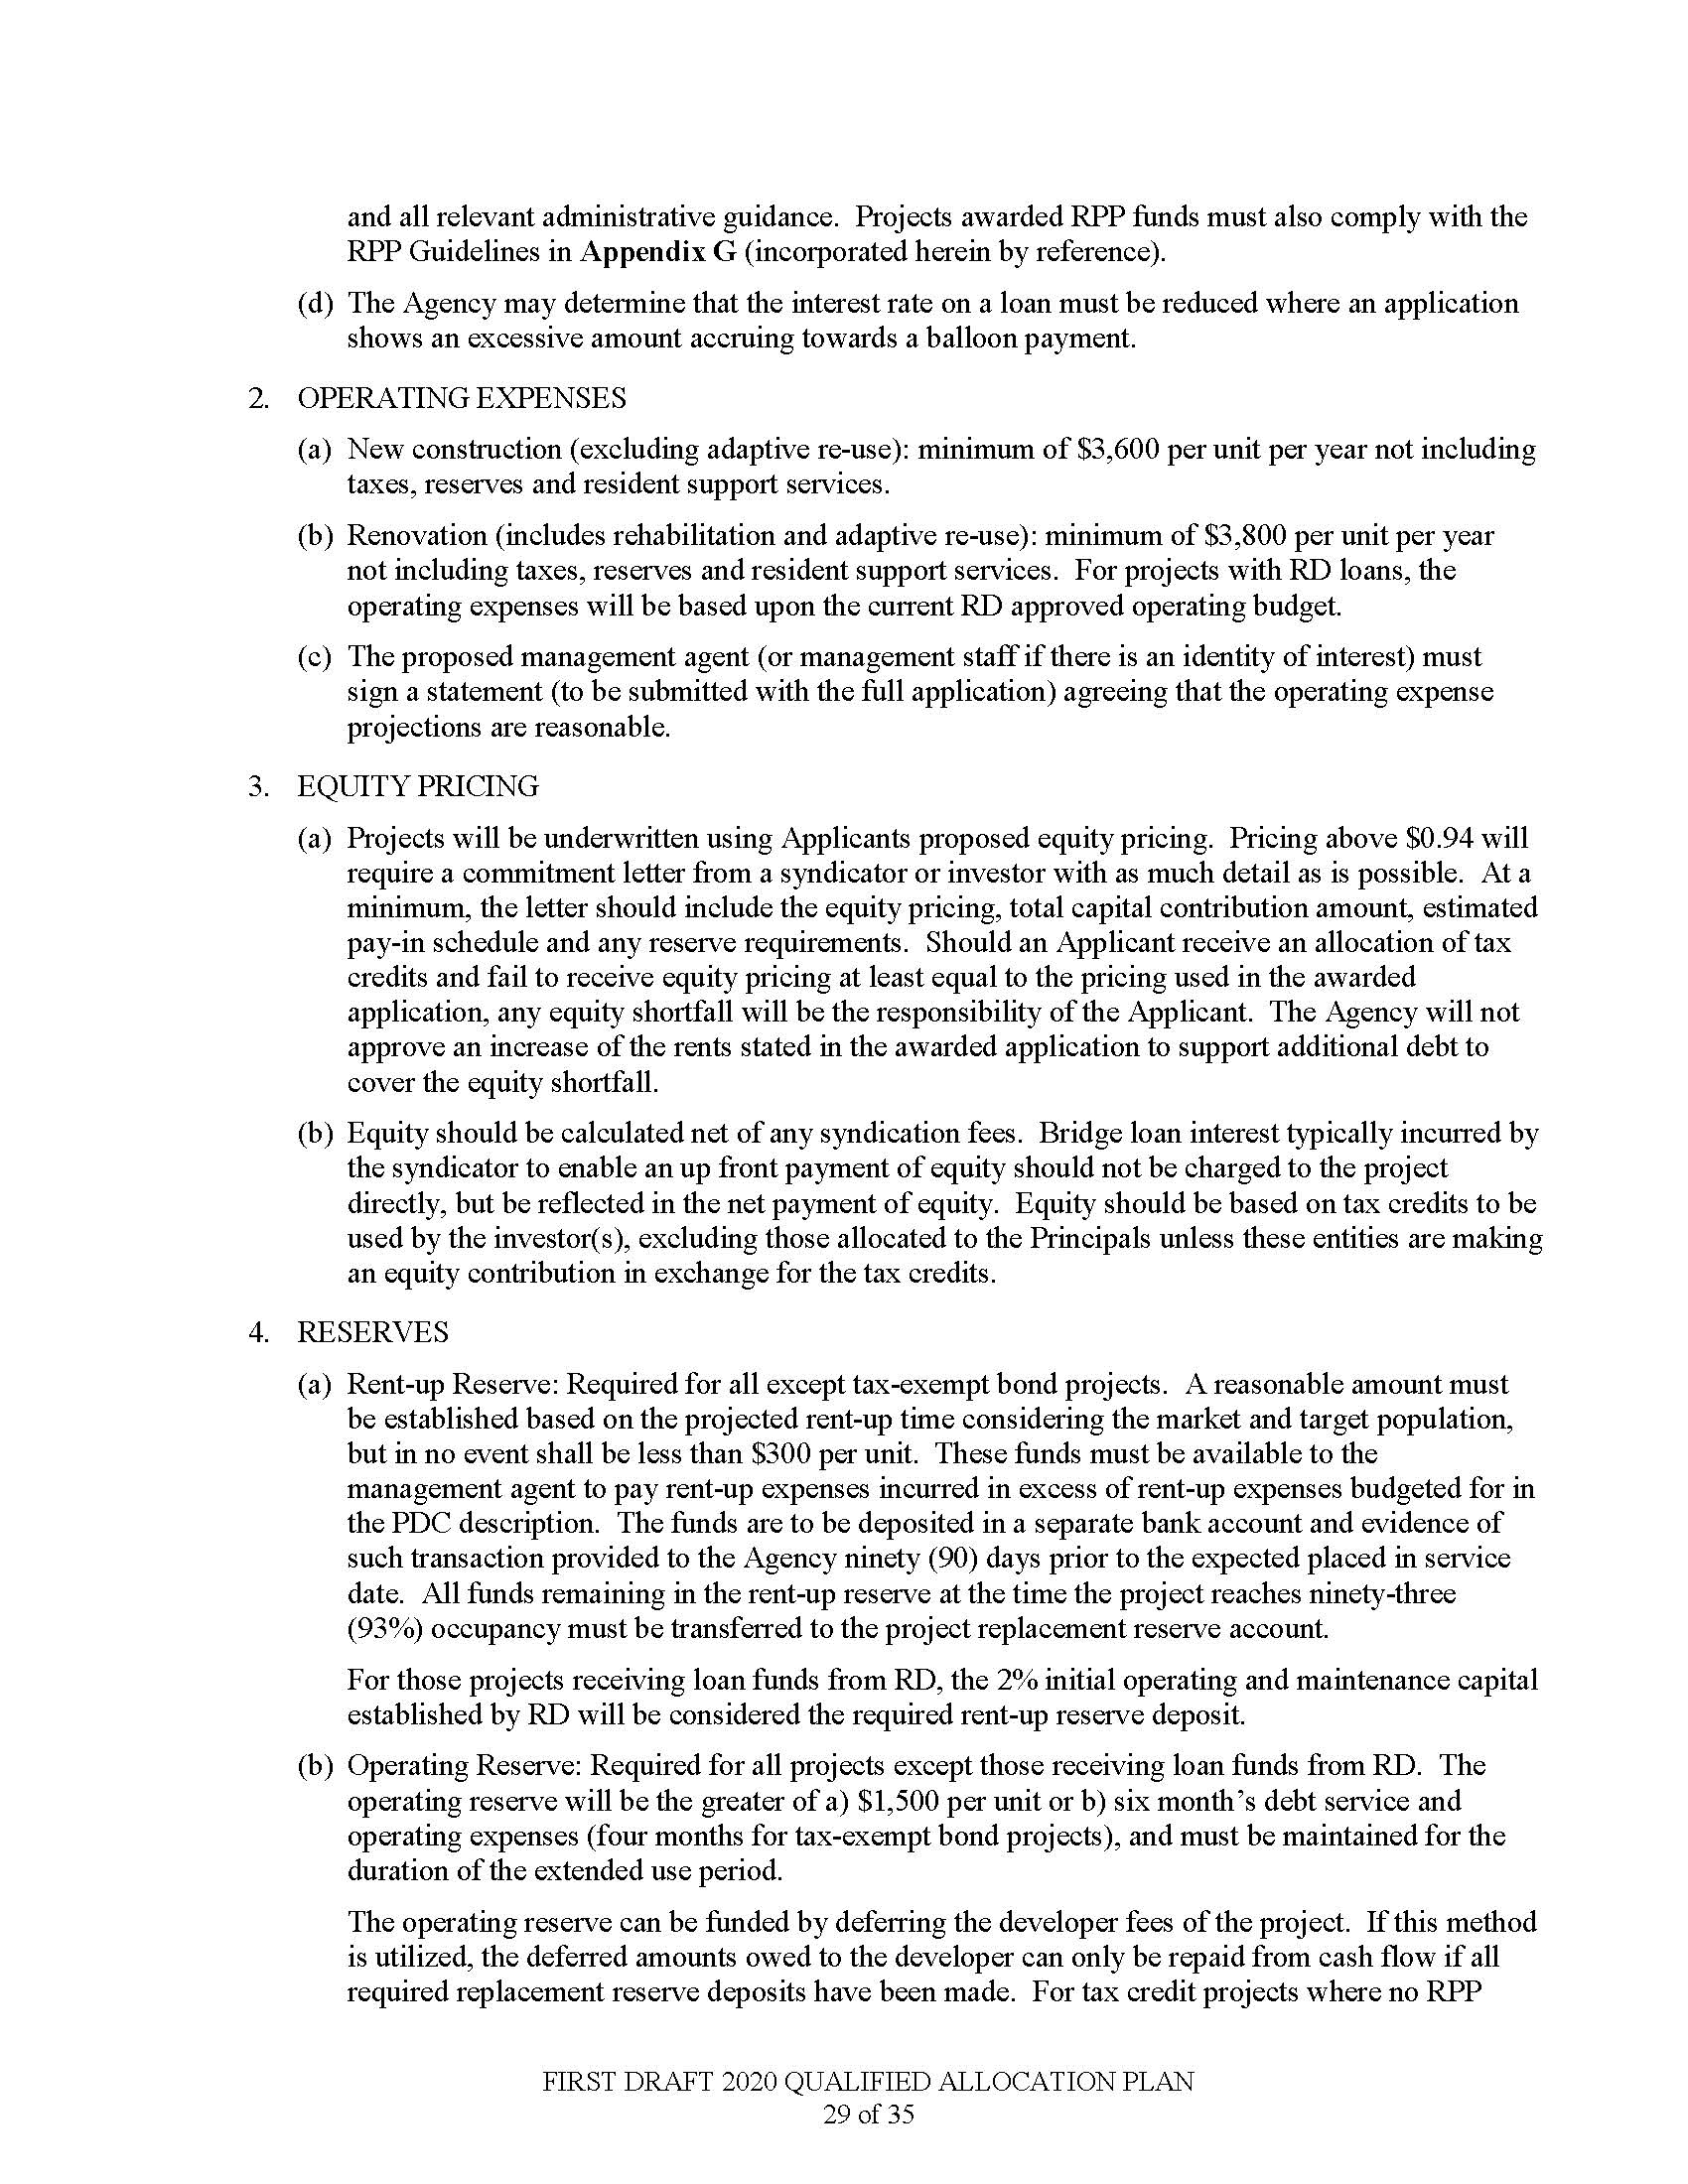 and all relevant administrative guidance.  Projects awarded RPP funds must also comply with the
RPP Guidelines in Appendix G (incorporated herein by reference).
(d) The Agency may determine that the interest rate on a loan must be reduced where an application
shows an excessive amount accruing towards a balloon payment.
2. OPERATING EXPENSES
(a) New construction (excluding adaptive re-use): minimum of $3,600 per unit per year not including
taxes, reserves and resident support services.
(b) Renovation (includes rehabilitation and adaptive re-use): minimum of $3,800 per unit per year
not including taxes, reserves and resident support services.  For projects with RD loans, the
operating expenses will be based upon the current RD approved operating budget.
(c) The proposed management agent (or management staff if there is an identity of interest) must
sign a statement (to be submitted with the full application) agreeing that the operating expense
projections are reasonable.
3. EQUITY PRICING
(a) Projects will be underwritten using Applicants proposed equity pricing.  Pricing above $0.94 will
require a commitment letter from a syndicator or investor with as much detail as is possible.  At a
minimum, the letter should include the equity pricing, total capital contribution amount, estimated
pay-in schedule and any reserve requirements.  Should an Applicant receive an allocation of tax
credits and fail to receive equity pricing at least equal to the pricing used in the awarded
application, any equity shortfall will be the responsibility of the Applicant.  The Agency will not
approve an increase of the rents stated in the awarded application to support additional debt to
cover the equity shortfall.
(b) Equity should be calculated net of any syndication fees.  Bridge loan interest typically incurred by
the syndicator to enable an up front payment of equity should not be charged to the project
directly, but be reflected in the net payment of equity.  Equity should be based on tax credits to be
used by the investor(s), excluding those allocated to the Principals unless these entities are making
an equity contribution in exchange for the tax credits.
4. RESERVES
(a) Rent-up Reserve: Required for all except tax-exempt bond projects.  A reasonable amount must
be established based on the projected rent-up time considering the market and target population,
but in no event shall be less than $300 per unit.  These funds must be available to the
management agent to pay rent-up expenses incurred in excess of rent-up expenses budgeted for in
the PDC description.  The funds are to be deposited in a separate bank account and evidence of
such transaction provided to the Agency ninety (90) days prior to the expected placed in service
date.  All funds remaining in the rent-up reserve at the time the project reaches ninety-three
(93%) occupancy must be transferred to the project replacement reserve account.
For those projects receiving loan funds from RD, the 2% initial operating and maintenance capital
established by RD will be considered the required rent-up reserve deposit.
(b) Operating Reserve: Required for all projects except those receiving loan funds from RD.  The
operating reserve will be the greater of a) $1,500 per unit or b) six month’s debt service and
operating expenses (four months for tax-exempt bond projects), and must be maintained for the
duration of the extended use period.
The operating reserve can be funded by deferring the developer fees of the project.  If this method
is utilized, the deferred amounts owed to the developer can only be repaid from cash flow if all
required replacement reserve deposits have been made.  For tax credit projects where no RPP
FIRST DRAFT 2020 QUALIFIED ALLOCATION PLAN
29 of 35